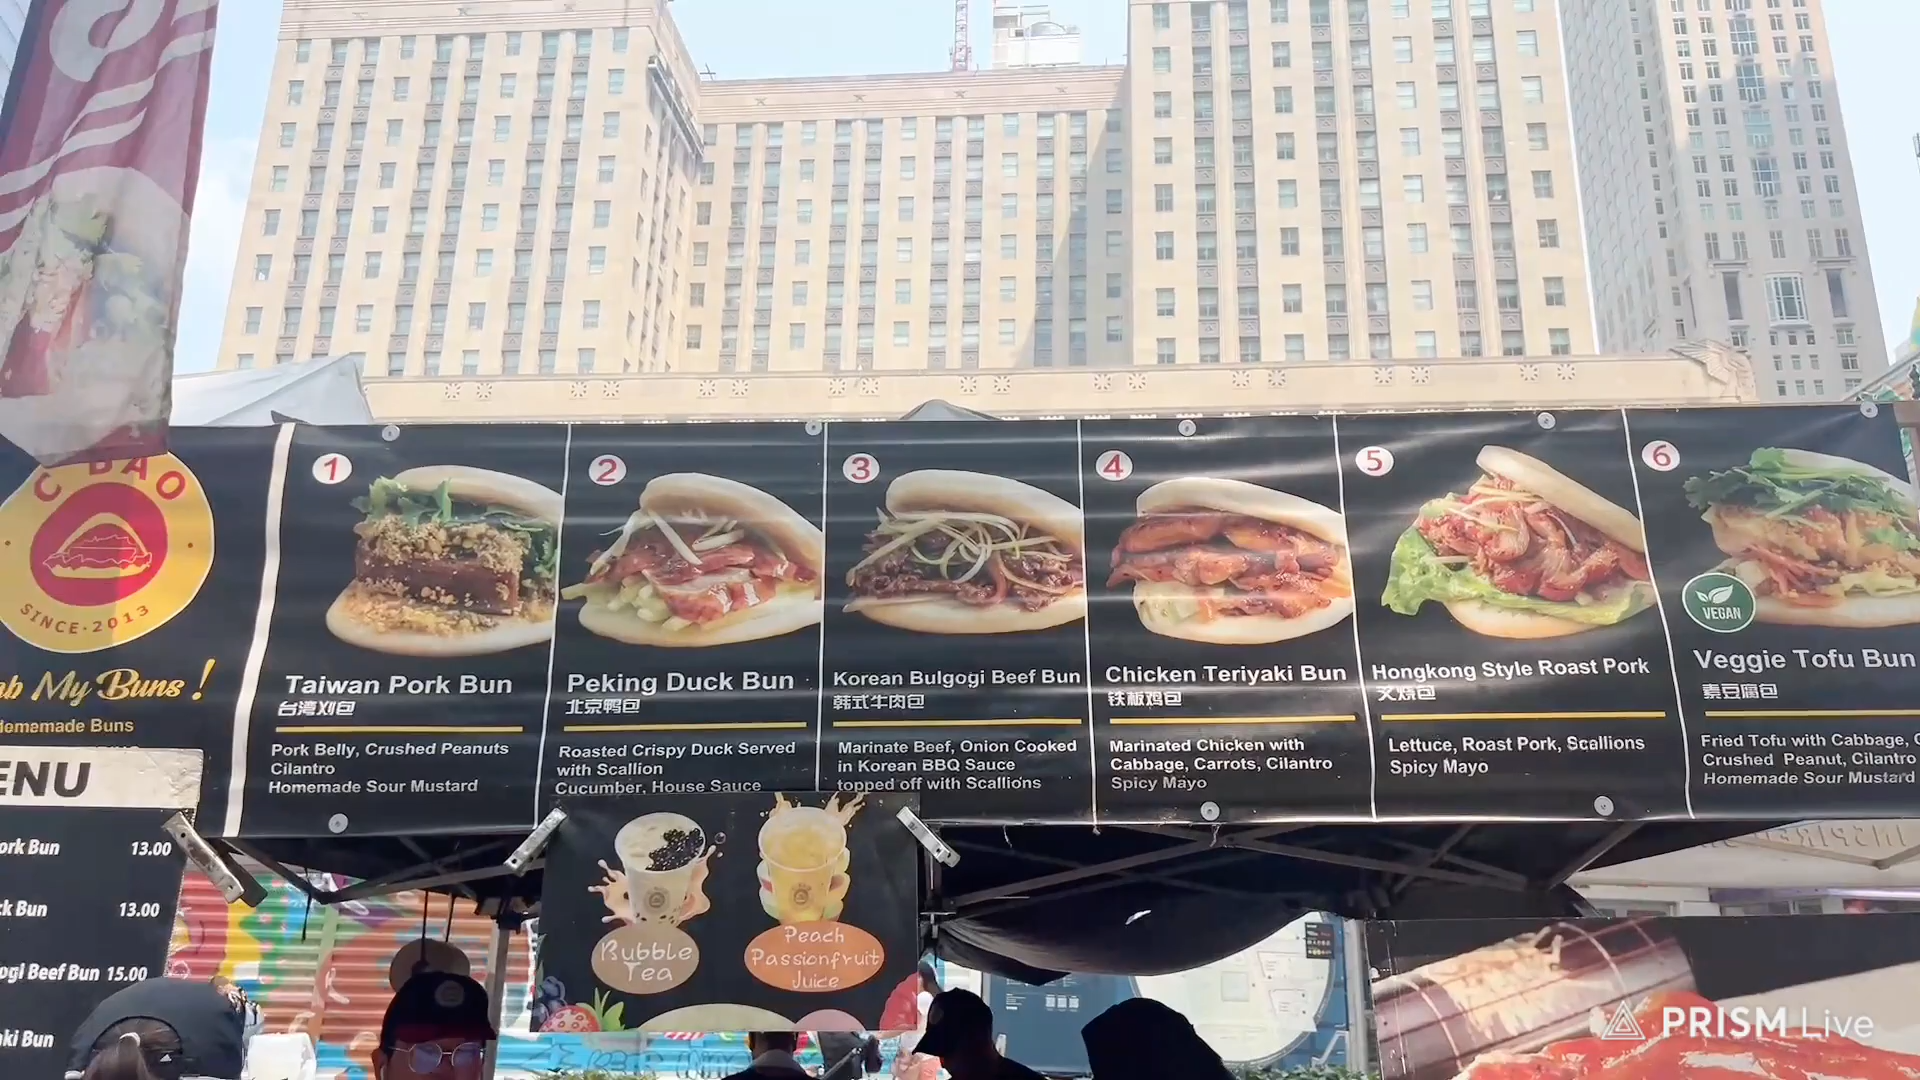 C BAO
SINCE · 2013
My Buns!
Homemade Buns
1
Taiwan Pork Bun
台湾刈包
Pork Belly, Crushed Peanuts
Cilantro
Homemade Sour Mustard
2
Peking Duck Bun
北京鸭包
Roasted Crispy Duck Served
with Scallion
Cucumber, House Sauce
3
Korean Bulgogi Beef Bun
韩式牛肉包
Marinate Beef, Onion Cooked
in Korean BBQ Sauce
topped off with Scallions
4
Chicken Teriyaki Bun
铁板鸡包
Marinated Chicken with
Cabbage, Carrots, Cilantro
Spicy Mayo
5
Hongkong Style Roast Pork
叉烧包
Lettuce, Roast Pork, Scallions
Spicy Mayo
6
VEGAN
Veggie Tofu Bun
素豆腐包
Fried Tofu with Cabbage,
Crushed Peanut, Cilantro
Homemade Sour Mustard
ENU
ork Bun 13.00
ck Bun 13.00
ogi Beef Bun 15.00
aki Bun
Bubble
Tea
Peach
Passionfruit
Juice
PRISM Live